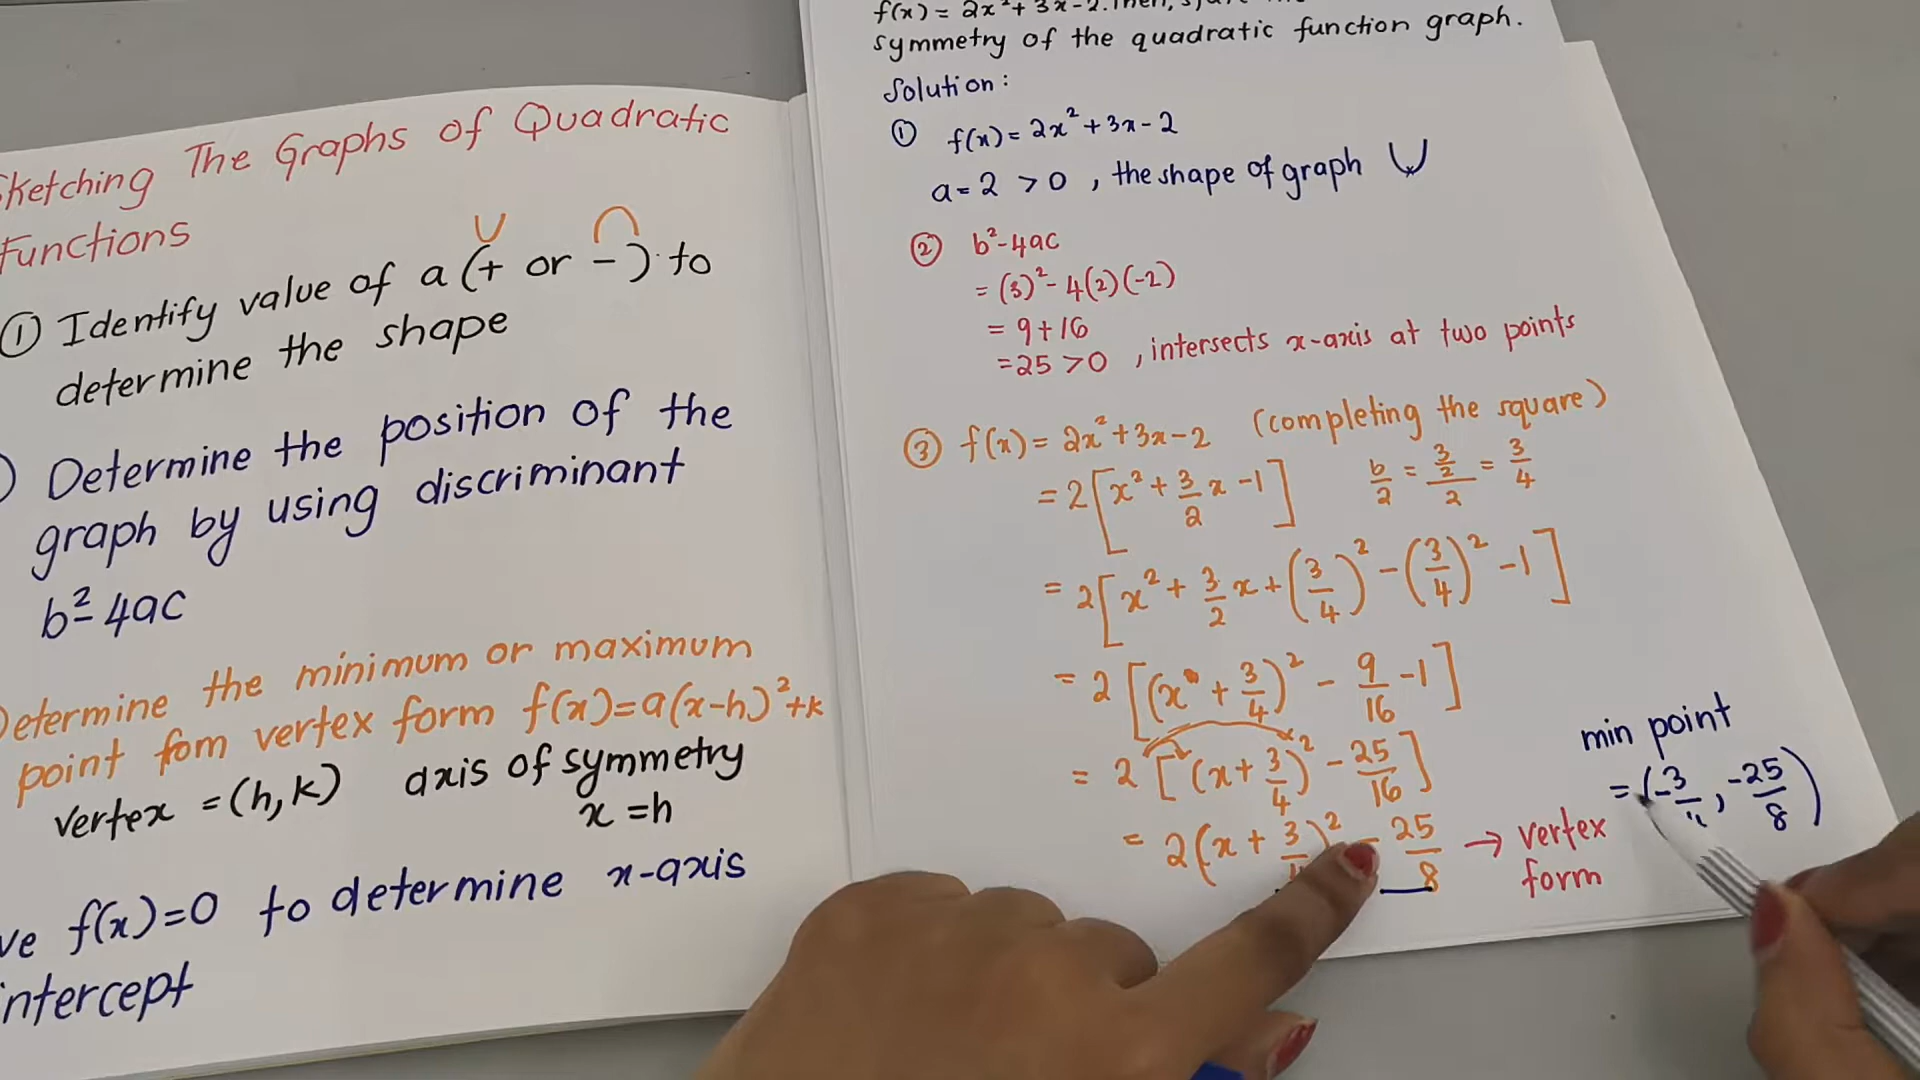 Sketching The Graphs of Quadratic
Functions
① Identify value of a (+ or −) to
determine the shape
Determine the position of the
graph by using discriminant
b² - 4ac
Determine the minimum or maximum
point fom vertex form f(x)=a(x-h)²+k
vertex = (h,k) axis of symmetry
x = h
ve f(x)=0 to determine x-axis
intercept
f(x) = 2x² + 3x - 2. Then,
symmetry of the quadratic function graph.
Solution:
① f(x) = 2x² + 3x - 2
a = 2 > 0 , the shape of graph
② b² - 4ac
= (3)² - 4(2)(-2)
= 9 + 16
= 25 > 0 , intersects x-axis at two points
③ f(x) = 2x² + 3x - 2 (completing the square)
= 2[x² + 3/2 x - 1] b/2 = (3/2)/2 = 3/4
= 2[x² + 3/2 x + (3/4)² - (3/4)² - 1]
= 2[(x + 3/4)² - 9/16 - 1]
= 2[(x + 3/4)² - 25/16]
= 2(x + 3/4)² - 25/8 → vertex
form
min point
= (-3/4, -25/8)